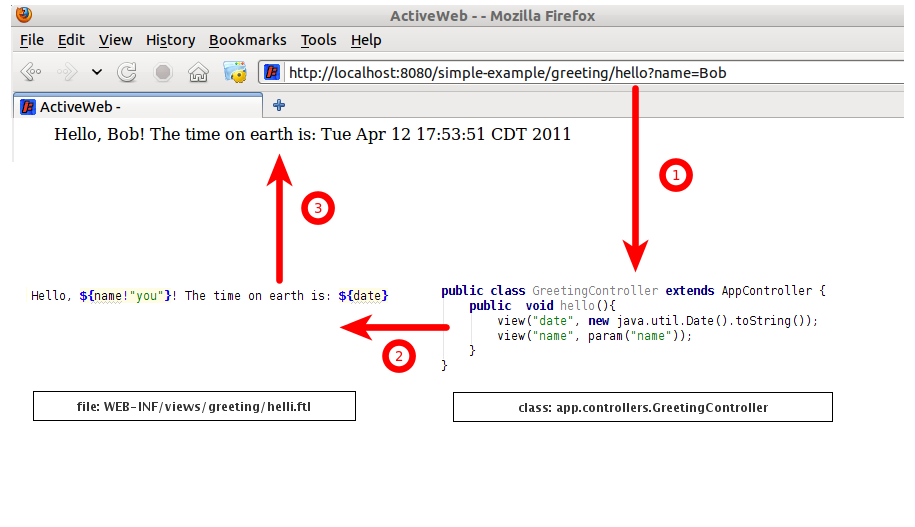 ActiveWeb - - Mozilla Firefox
File Edit View History Bookmarks Tools Help
http://localhost:8080/simple-example/greeting/hello?name=Bob
ActiveWeb -
Hello, Bob! The time on earth is: Tue Apr 12 17:53:51 CDT 2011
1
3
Hello, ${name!"you"}! The time on earth is: ${date}
public class GreetingController extends AppController {
public void hello(){
view("date", new java.util.Date().toString());
view("name", param("name"));
}
}
2
file: WEB-INF/views/greeting/helli.ftl
class: app.controllers.GreetingController